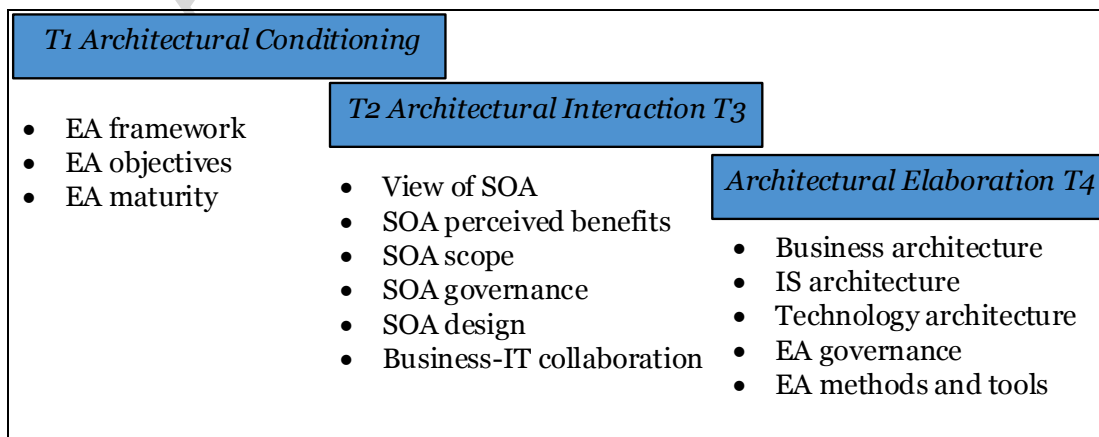 T1 Architectural Conditioning
• EA framework
• EA objectives
• EA maturity
T2 Architectural Interaction T3
• View of SOA
• SOA perceived benefits
• SOA scope
• SOA governance
• SOA design
• Business-IT collaboration
Architectural Elaboration T4
• Business architecture
• IS architecture
• Technology architecture
• EA governance
• EA methods and tools